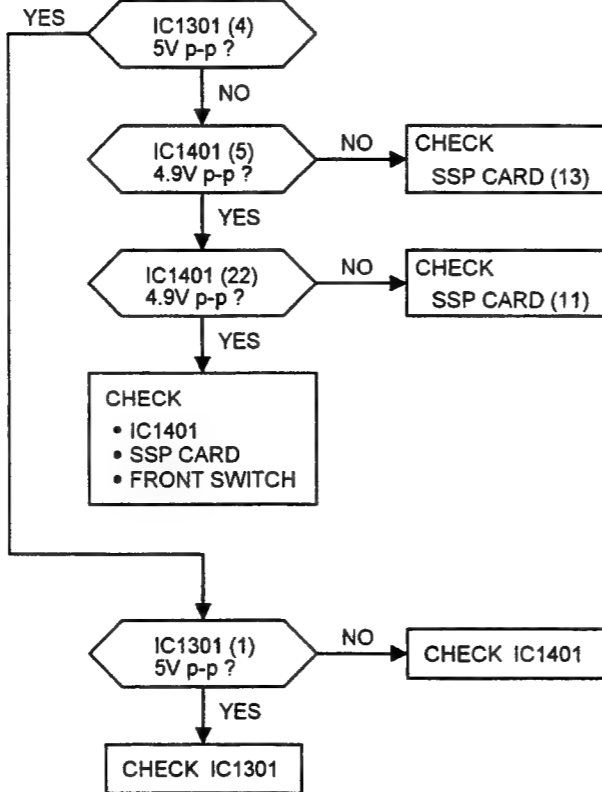 YES
IC1301 (4)
5V p-p ?
NO
IC1401 (5)
4.9V p-p ?
NO
CHECK
SSP CARD (13)
YES
IC1401 (22)
4.9V p-p ?
NO
CHECK
SSP CARD (11)
YES
CHECK
• IC1401
• SSP CARD
• FRONT SWITCH
IC1301 (1)
5V p-p ?
NO
CHECK IC1401
YES
CHECK IC1301